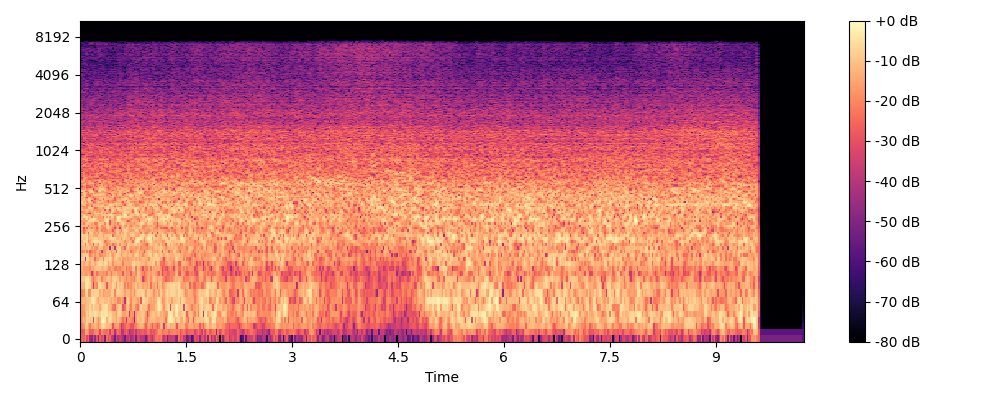 8192
4096
2048
1024
512
256
128
64
0
Hz
0 1.5 3 4.5 6 7.5 9
Time
+0 dB
-10 dB
-20 dB
-30 dB
-40 dB
-50 dB
-60 dB
-70 dB
-80 dB